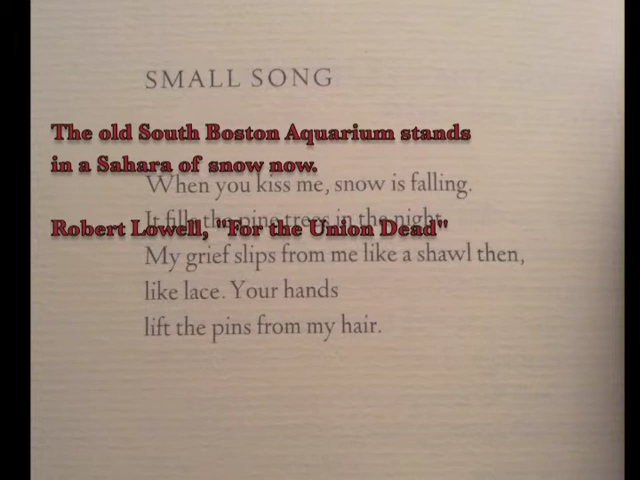 SMALL SONG
The old South Boston Aquarium stands
in a Sahara of snow now.
When you kiss me, snow is falling.
It fills the pine trees in the night.
Robert Lowell, "For the Union Dead"
My grief slips from me like a shawl then,
like lace. Your hands
lift the pins from my hair.